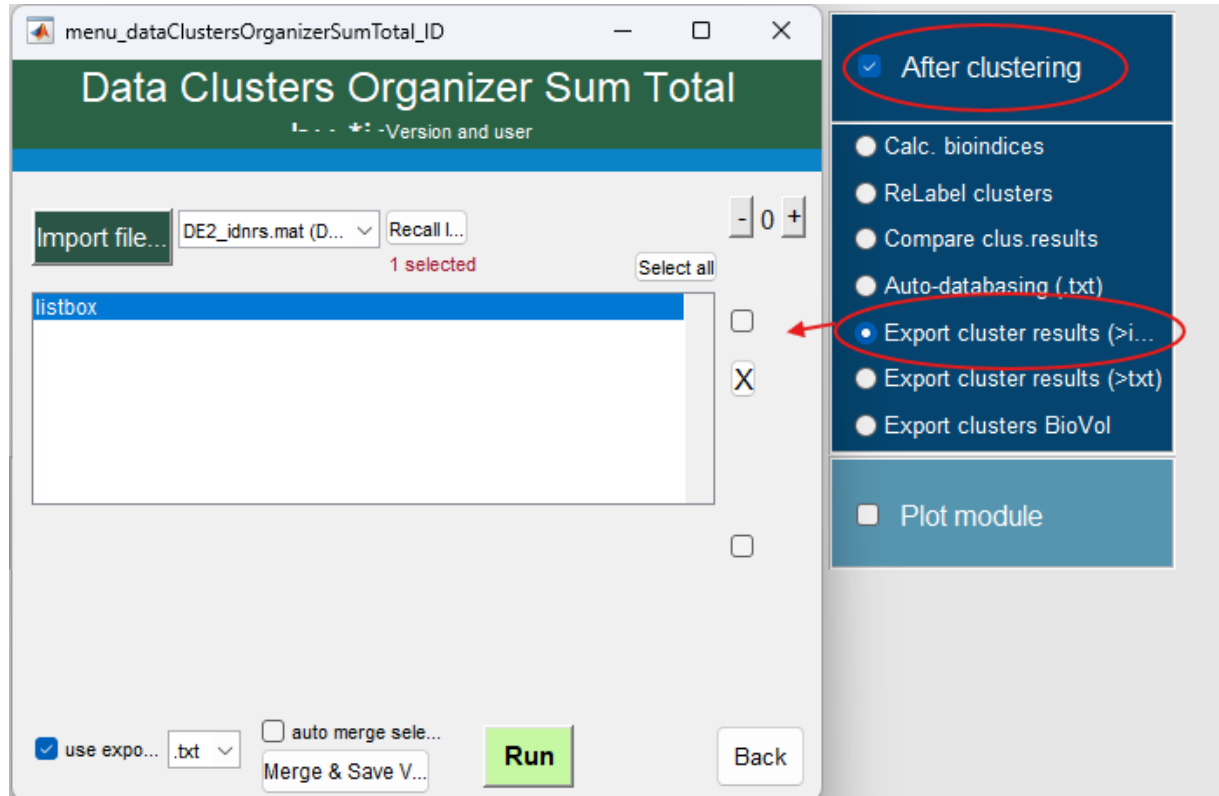 menu_dataClustersOrganizerSumTotal_ID
Data Clusters Organizer Sum Total
-Version and user
Import file...
DE2_idnrs.mat (D...
Recall l...
1 selected
- 0 +
Select all
listbox
X
use expo...
.txt
auto merge sele...
Merge & Save V...
Run
Back
After clustering
Calc. bioindices
ReLabel clusters
Compare clus.results
Auto-databasing (.txt)
Export cluster results (>i...
Export cluster results (>txt)
Export clusters BioVol
Plot module